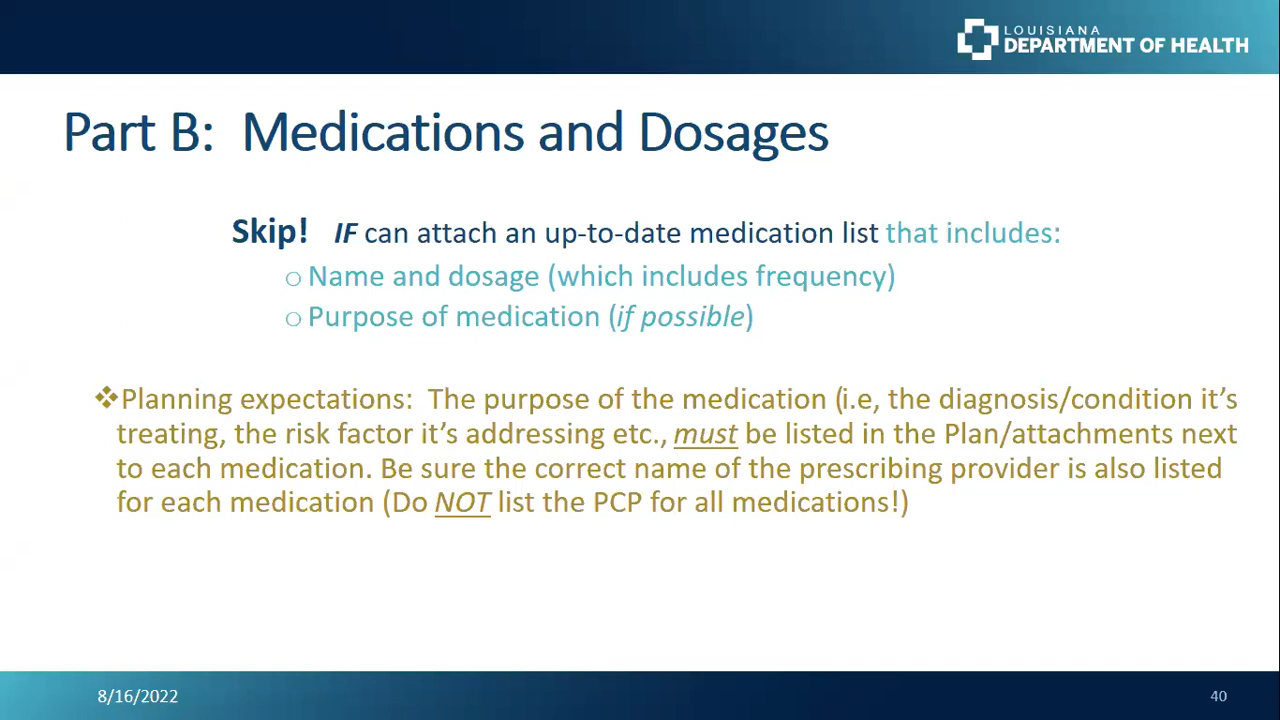 LOUISIANA
DEPARTMENT OF HEALTH
Part B:  Medications and Dosages
Skip!   IF can attach an up-to-date medication list that includes:
○ Name and dosage (which includes frequency)
○ Purpose of medication (if possible)
❖Planning expectations:  The purpose of the medication (i.e, the diagnosis/condition it’s
treating, the risk factor it’s addressing etc., must be listed in the Plan/attachments next
to each medication. Be sure the correct name of the prescribing provider is also listed
for each medication (Do NOT list the PCP for all medications!)
8/16/2022
40